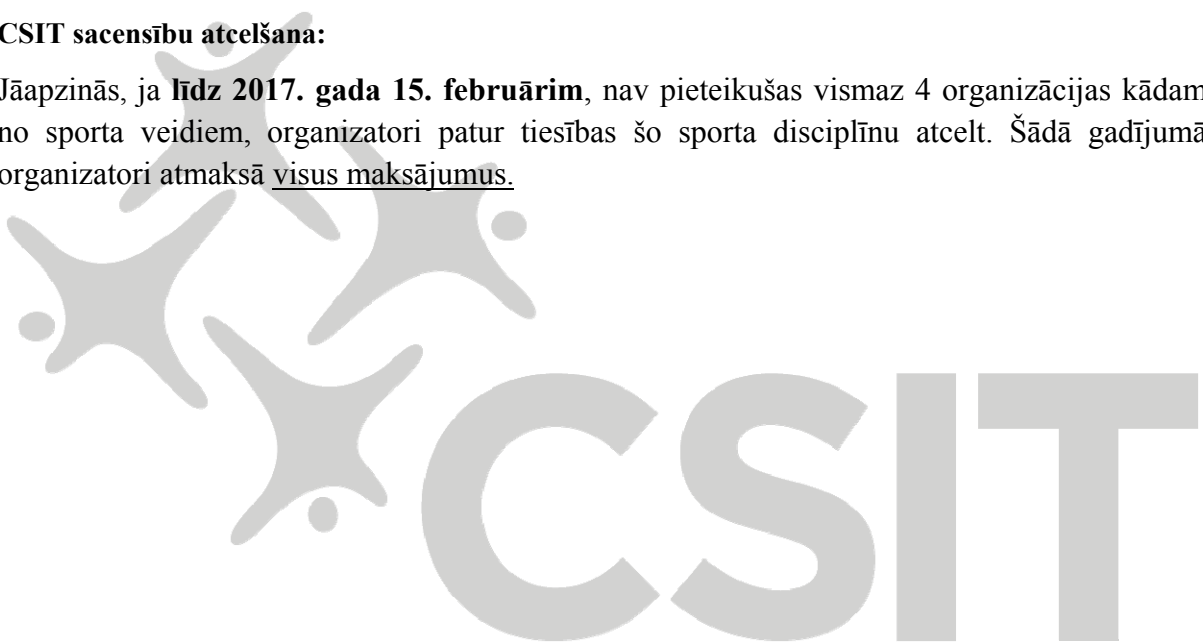 CSIT sacensību atcelšana:
Jāapzinās, ja līdz 2017. gada 15. februārim, nav pieteikušas vismaz 4 organizācijas kādam
no sporta veidiem, organizatori patur tiesības šo sporta disciplīnu atcelt. Šādā gadījumā
organizatori atmaksā visus maksājumus.
CSIT